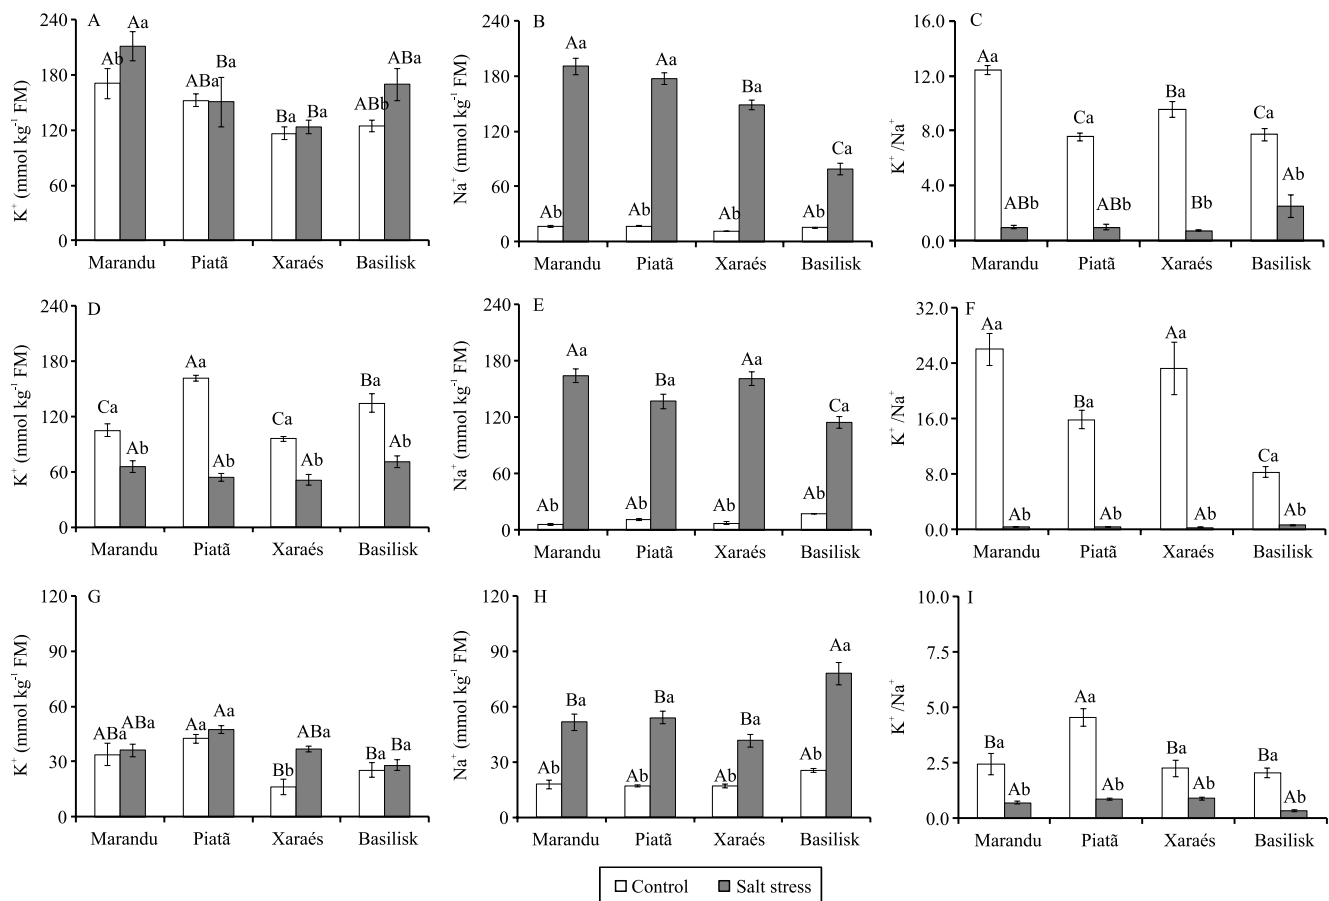 A
K⁺ (mmol kg⁻¹ FM)
240
180
120
60
0
Ab Aa ABa Ba Ba Ba ABb ABa
Marandu Piatã Xaraés Basilisk
B
Na⁺ (mmol kg⁻¹ FM)
240
180
120
60
0
Ab Aa Ab Aa Ab Ba Ab Ca
Marandu Piatã Xaraés Basilisk
C
K⁺/Na⁺
16.0
12.0
8.0
4.0
0.0
Aa ABb Ca ABb Ba Bb Ca Ab
Marandu Piatã Xaraés Basilisk
D
K⁺ (mmol kg⁻¹ FM)
240
180
120
60
0
Ca Ab Aa Ab Ca Ab Ba Ab
Marandu Piatã Xaraés Basilisk
E
Na⁺ (mmol kg⁻¹ FM)
240
180
120
60
0
Ab Aa Ab Ba Ab Aa Ab Ca
Marandu Piatã Xaraés Basilisk
F
K⁺/Na⁺
32.0
24.0
16.0
8.0
0.0
Aa Ab Ba Ab Aa Ab Ca Ab
Marandu Piatã Xaraés Basilisk
G
K⁺ (mmol kg⁻¹ FM)
120
90
60
30
0
ABa ABa Aa Aa Bb ABa Ba Ba
Marandu Piatã Xaraés Basilisk
H
Na⁺ (mmol kg⁻¹ FM)
120
90
60
30
0
Ab Ba Ab Ba Ab Ba Ab Aa
Marandu Piatã Xaraés Basilisk
I
K⁺/Na⁺
10.0
7.5
5.0
2.5
0.0
Ba Ab Aa Ab Ba Ab Ba Ab
Marandu Piatã Xaraés Basilisk
Control Salt stress